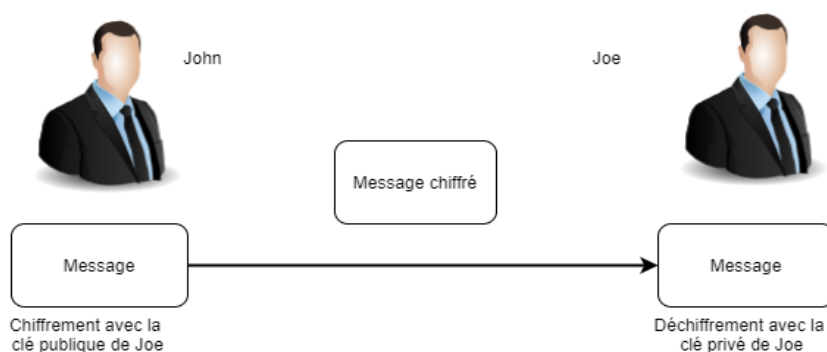 John
Joe
Message chiffré
Message
Message
Chiffrement avec la
clé publique de Joe
Déchiffrement avec la
clé privé de Joe